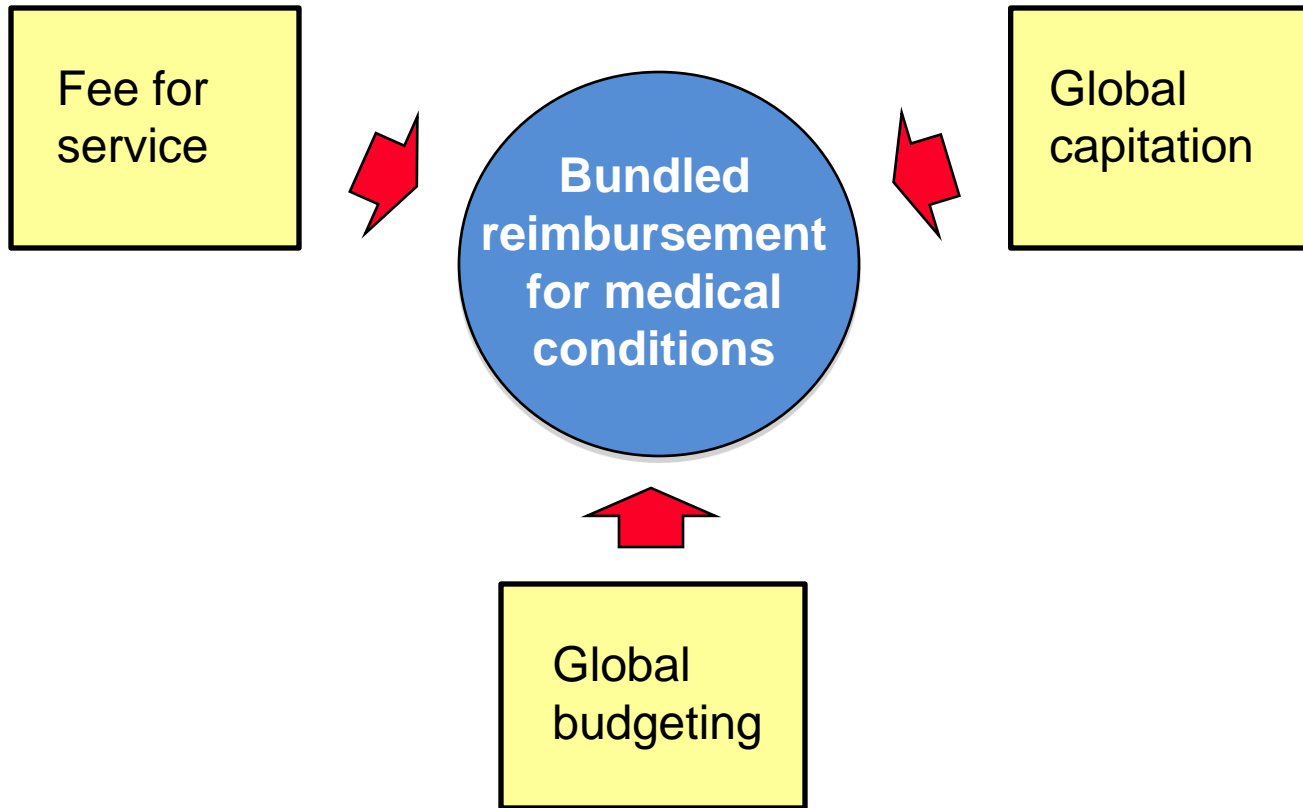 Fee for
service
Bundled
reimbursement
for medical
conditions
Global
capitation
Global
budgeting